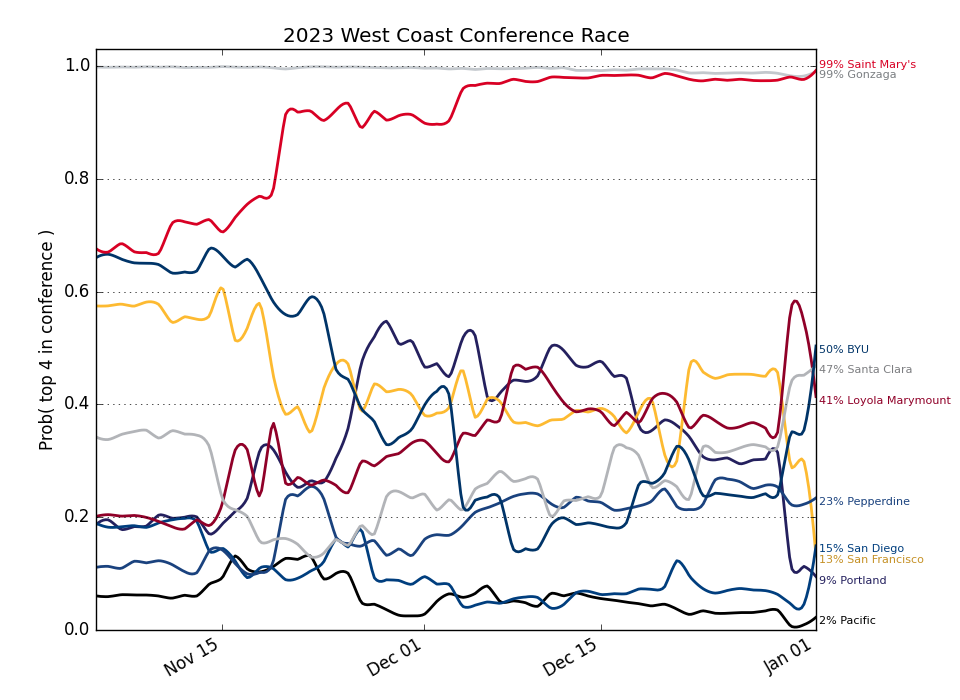 2023 West Coast Conference Race
Prob( top 4 in conference )
1.0
0.8
0.6
0.4
0.2
0.0
Nov 15
Dec 01
Dec 15
Jan 01
99% Saint Mary's
99% Gonzaga
50% BYU
47% Santa Clara
41% Loyola Marymount
23% Pepperdine
15% San Diego
13% San Francisco
9% Portland
2% Pacific